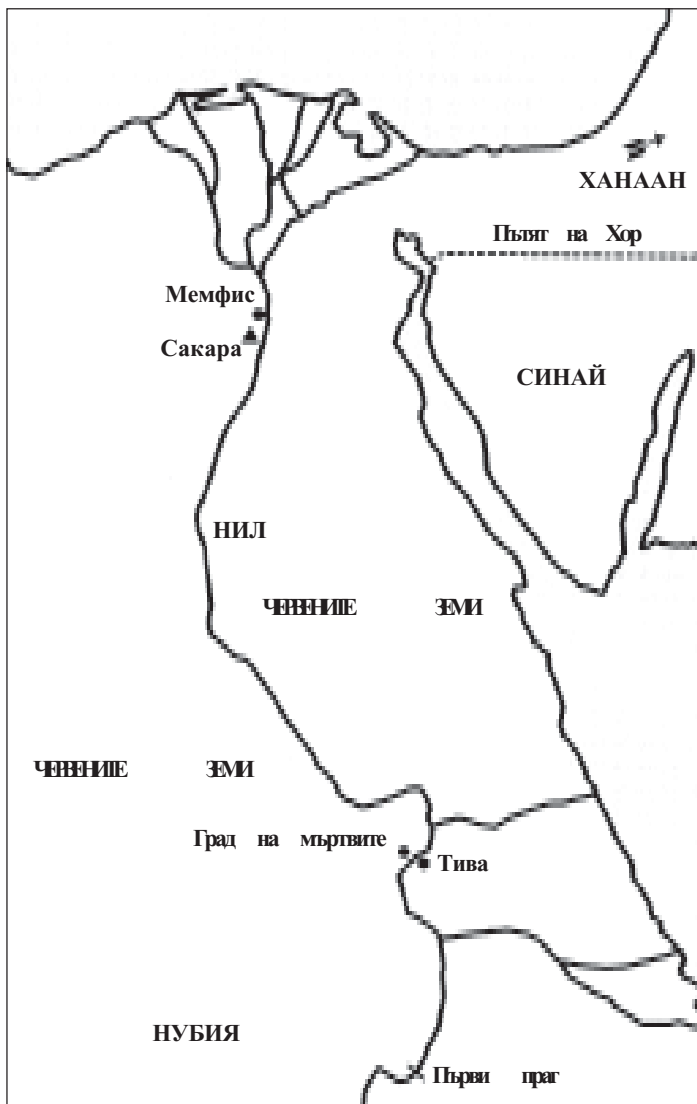 ХАНААН
Пътят на Хор
Мемфис
Сакара
СИНАЙ
НИЛ
ЧЕРВЕНИТЕ ЗЕМИ
ЧЕРВЕНИТЕ ЗЕМИ
Град на мъртвите
Тива
НУБИЯ
Първи праг